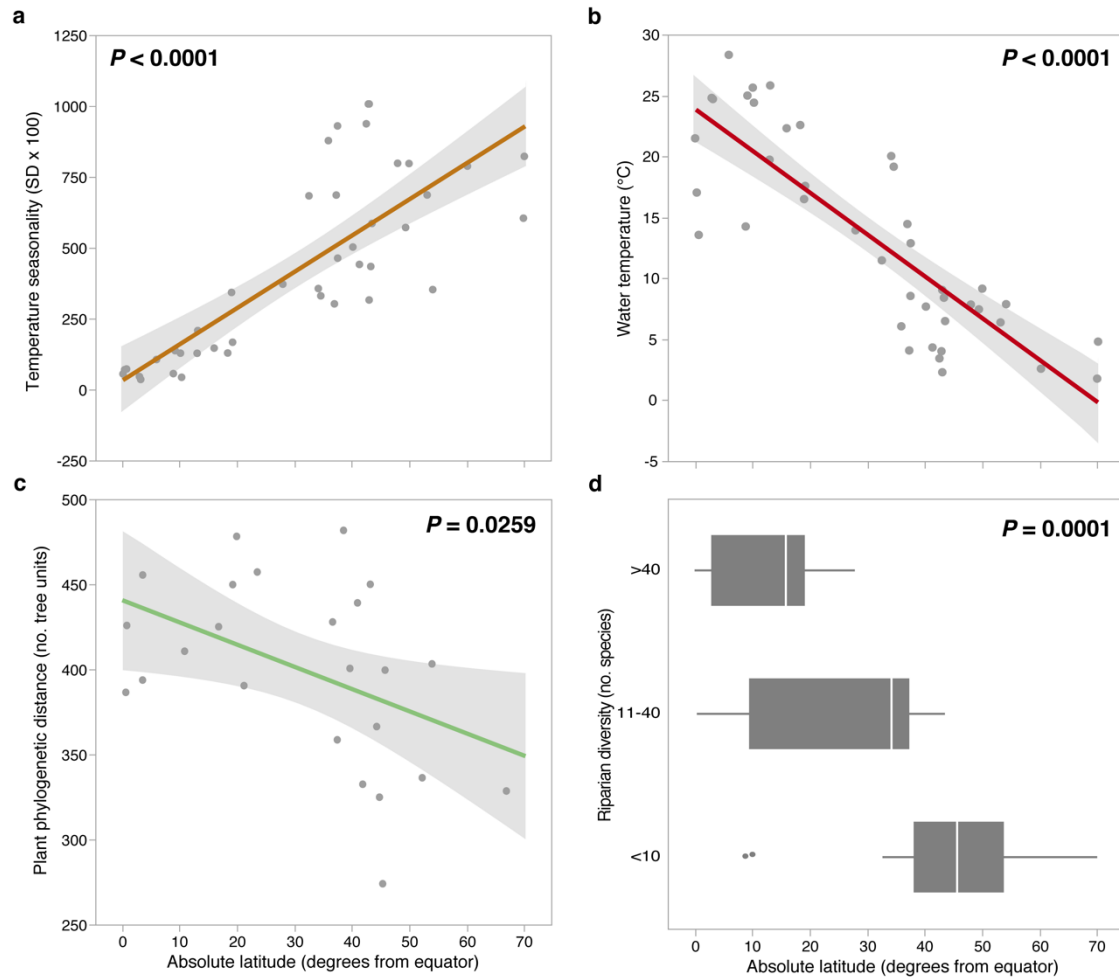 a
P < 0.0001
1250
1000
750
500
250
0
-250
Temperature seasonality (SD x 100)
b
P < 0.0001
30
25
20
15
10
5
0
-5
Water temperature (°C)
c
P = 0.0259
500
450
400
350
300
250
Plant phylogenetic distance (no. tree units)
0 10 20 30 40 50 60 70
Absolute latitude (degrees from equator)
d
P = 0.0001
>40
11-40
<10
Riparian diversity (no. species)
0 10 20 30 40 50 60 70
Absolute latitude (degrees from equator)